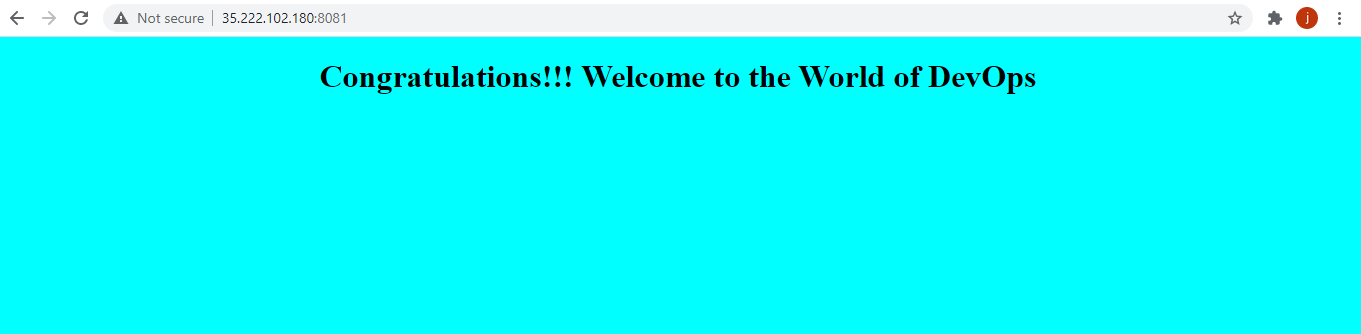 Not secure 35.222.102.180:8081
j
Congratulations!!! Welcome to the World of DevOps